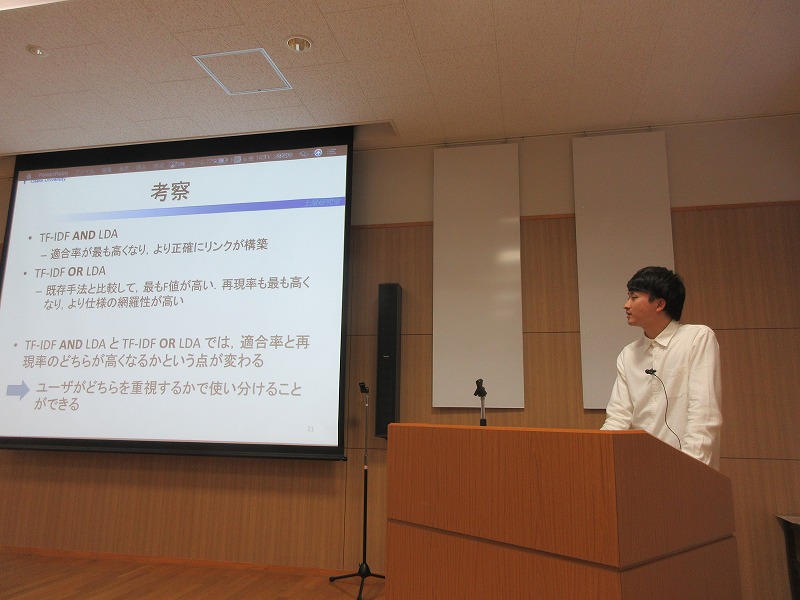 考察
• TF-IDF AND LDA
– 適合率が最も高くなり，より正確にリンクが構築
• TF-IDF OR LDA
– 既存手法と比較して，最もF値が高い．再現率も最も高く
なり，より仕様の網羅性が高い
• TF-IDF AND LDA と TF-IDF OR LDA では，適合率と再
現率のどちらが高くなるかという点が変わる
ユーザがどちらを重視するかで使い分けること
ができる